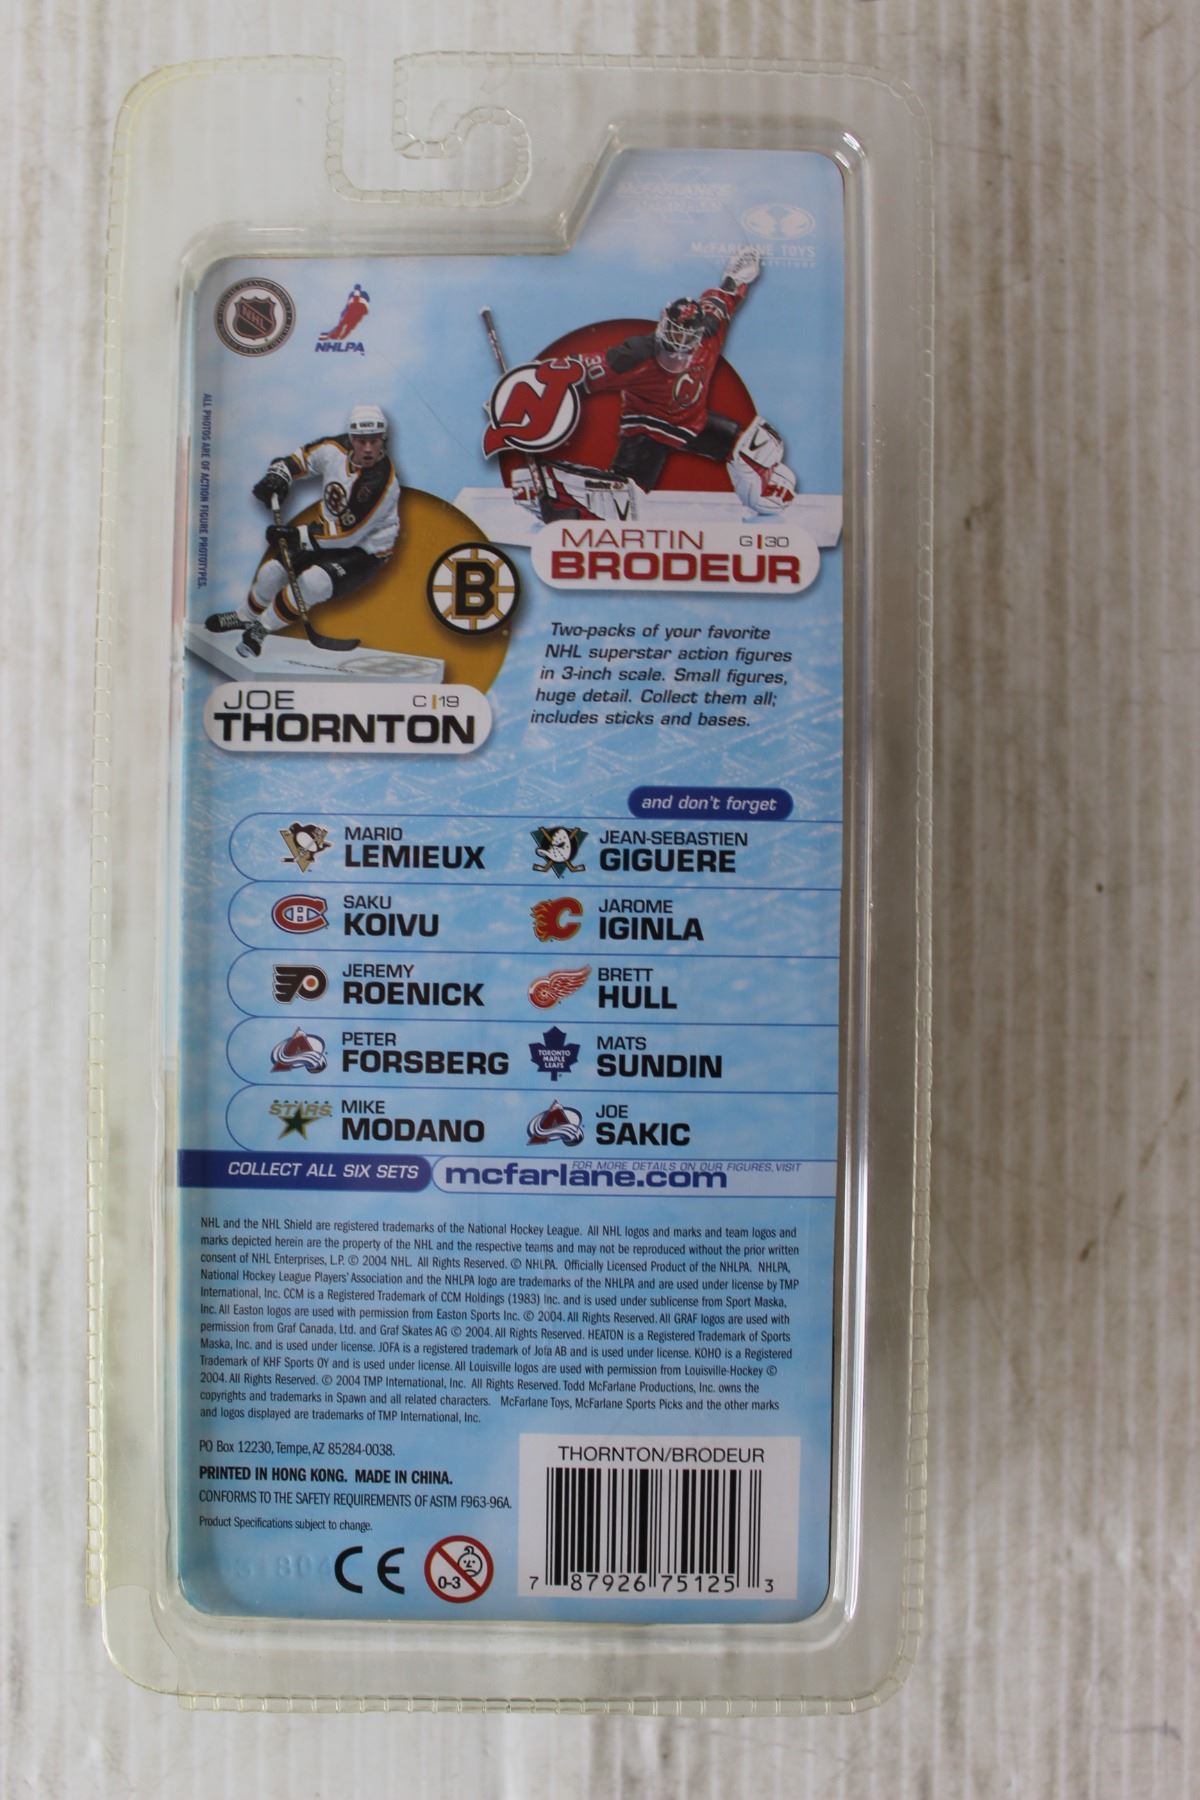 McFARLANE TOYS
NHL
NHLPA
ALL PHOTOS ARE OF ACTION FIGURE PROTOTYPES.
30
MARTIN G|30
BRODEUR
B
JOE C|19
THORNTON
Two-packs of your favorite
NHL superstar action figures
in 3-inch scale. Small figures,
huge detail. Collect them all;
includes sticks and bases.
and don't forget
MARIO
LEMIEUX
JEAN-SEBASTIEN
GIGUERE
SAKU
KOIVU
JAROME
IGINLA
JEREMY
ROENICK
BRETT
HULL
PETER
FORSBERG
TORONTO
MAPLE
LEAFS
MATS
SUNDIN
STARS
MIKE
MODANO
JOE
SAKIC
COLLECT ALL SIX SETS
FOR MORE DETAILS ON OUR FIGURES, VISIT
mcfarlane.com
NHL and the NHL Shield are registered trademarks of the National Hockey League. All NHL logos and marks and team logos and
marks depicted herein are the property of the NHL and the respective teams and may not be reproduced without the prior written
consent of NHL Enterprises, L.P. © 2004 NHL. All Rights Reserved. © NHLPA. Officially Licensed Product of the NHLPA. NHLPA,
National Hockey League Players' Association and the NHLPA logo are trademarks of the NHLPA and are used under license by TMP
International, Inc. CCM is a Registered Trademark of CCM Holdings (1983) Inc. and is used under sublicense from Sport Maska,
Inc. All Easton logos are used with permission from Easton Sports Inc. © 2004. All Rights Reserved. All GRAF logos are used with
permission from Graf Canada, Ltd. and Graf Skates AG © 2004. All Rights Reserved. HEATON is a Registered Trademark of Sports
Maska, Inc. and is used under license. JOFA is a registered trademark of Jofa AB and is used under license. KOHO is a Registered
Trademark of KHF Sports OY and is used under license. All Louisville logos are used with permission from Louisville-Hockey ©
2004. All Rights Reserved. © 2004 TMP International, Inc. All Rights Reserved. Todd McFarlane Productions, Inc. owns the
copyrights and trademarks in Spawn and all related characters. McFarlane Toys, McFarlane Sports Picks and the other marks
and logos displayed are trademarks of TMP International, Inc.
PO Box 12230, Tempe, AZ 85284-0038.
PRINTED IN HONG KONG. MADE IN CHINA.
CONFORMS TO THE SAFETY REQUIREMENTS OF ASTM F963-96A.
Product Specifications subject to change.
CE
0-3
THORNTON/BRODEUR
7 87926 75125 3